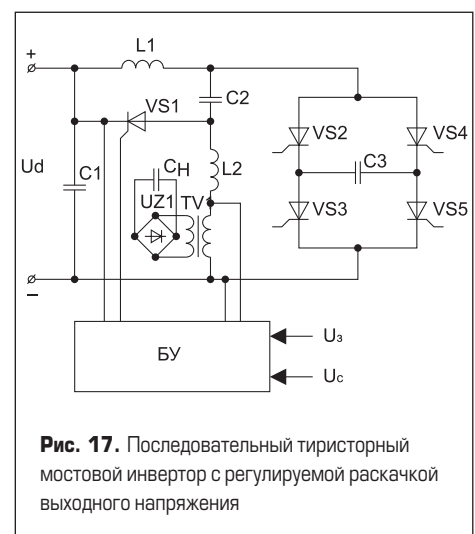 L1
+
C2
VS1
VS2
VS4
Ud
C1
CН
L2
C3
UZ1
TV1
VS3
VS5
–
БУ
Uз
Uс
Рис. 17. Последовательный тиристорный
мостовой инвертор с регулируемой раскачкой
выходного напряжения